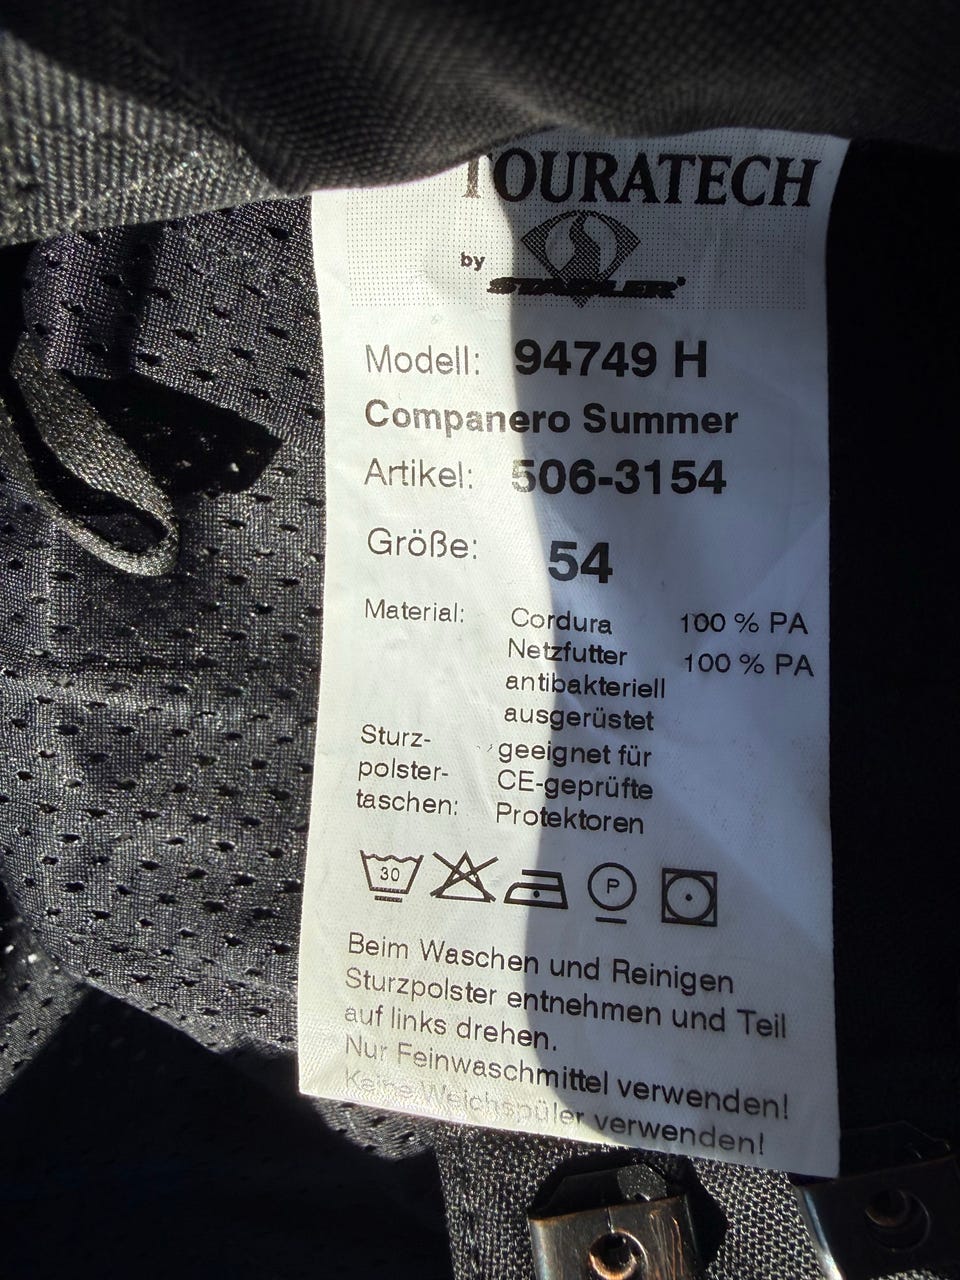 TOURATECH
by STADLER®
Modell: 94749 H
Companero Summer
Artikel: 506-3154
Größe: 54
Material: Cordura 100 % PA
Netzfutter 100 % PA
antibakteriell
ausgerüstet
Sturz- geeignet für
polster- CE-geprüfte
taschen: Protektoren
30 P
Beim Waschen und Reinigen
Sturzpolster entnehmen und Teil
auf links drehen.
Nur Feinwaschmittel verwenden!
Keine Weichspüler verwenden!